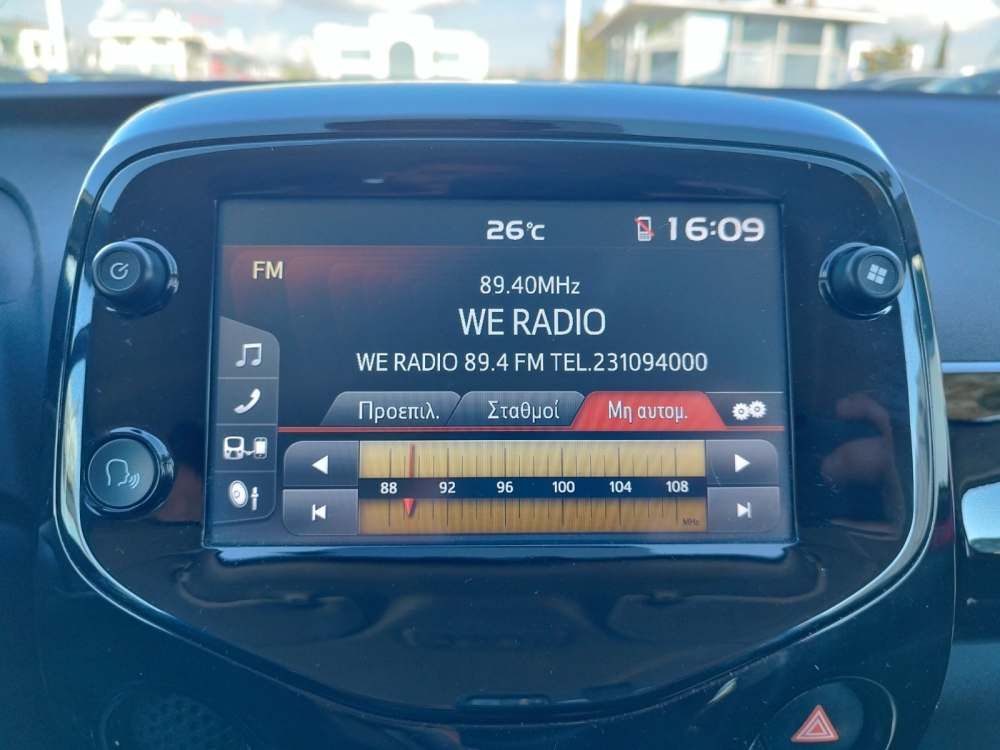 26°C 16:09
FM
89.40MHz
WE RADIO
WE RADIO 89.4 FM TEL.231094000
Προεπιλ. Σταθμοί Μη αυτομ.
88 92 96 100 104 108
MHz